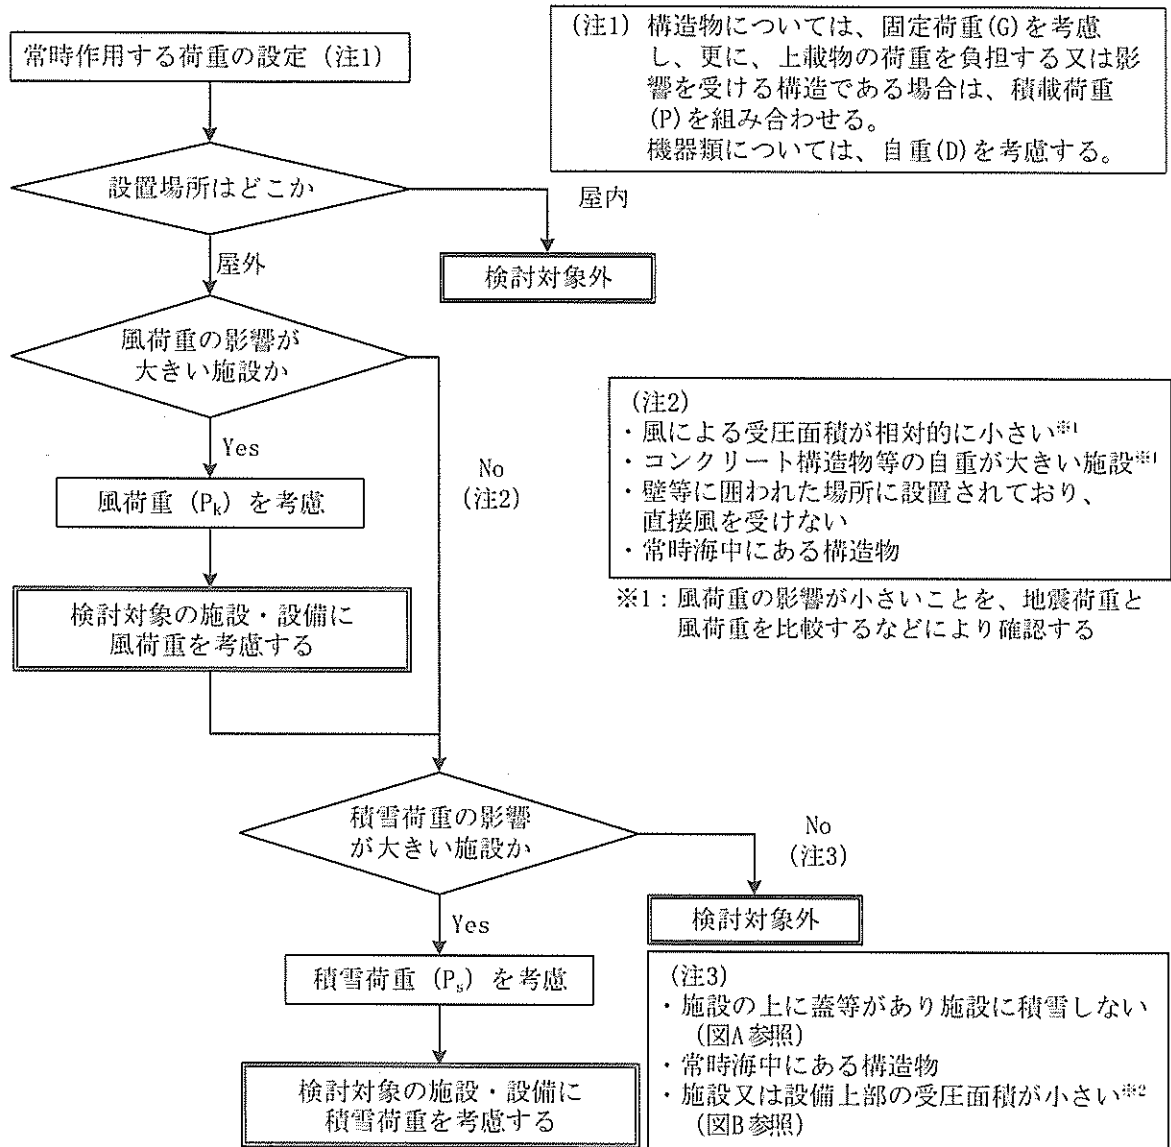 常時作用する荷重の設定（注1）
（注1）構造物については、固定荷重(G)を考慮
し、更に、上載物の荷重を負担する又は影
響を受ける構造である場合は、積載荷重
(P)を組み合わせる。
機器類については、自重(D)を考慮する。
設置場所はどこか
屋内
検討対象外
屋外
風荷重の影響が
大きい施設か
Yes
No
（注2）
風荷重（Pk）を考慮
検討対象の施設・設備に
風荷重を考慮する
（注2）
・風による受圧面積が相対的に小さい※1
・コンクリート構造物等の自重が大きい施設※1
・壁等に囲われた場所に設置されており、
直接風を受けない
・常時海中にある構造物
※1：風荷重の影響が小さいことを、地震荷重と
風荷重を比較するなどにより確認する
積雪荷重の影響
が大きい施設か
No
（注3）
検討対象外
Yes
積雪荷重（Ps）を考慮
検討対象の施設・設備に
積雪荷重を考慮する
（注3）
・施設の上に蓋等があり施設に積雪しない
（図A参照）
・常時海中にある構造物
・施設又は設備上部の受圧面積が小さい※2
（図B参照）